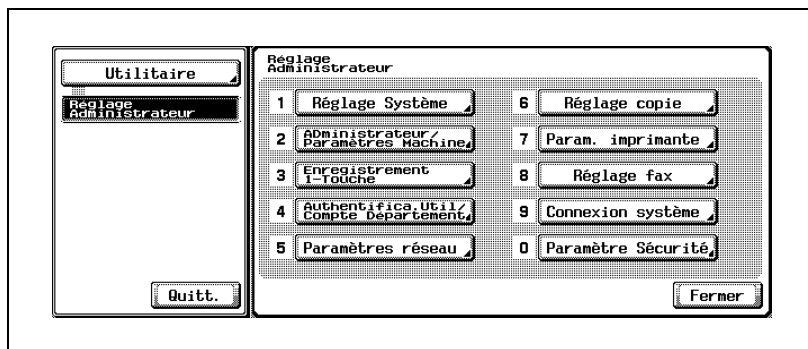 Utilitaire
Réglage
Administrateur
Quitt.
Réglage
Administrateur
1 Réglage Système
2 ADministrateur/
Paramètres Machine
3 Enregistrement
1-Touche
4 Authentifica.Util/
Compte Département
5 Paramètres réseau
6 Réglage copie
7 Param. imprimante
8 Réglage fax
9 Connexion système
0 Paramètre Sécurité
Fermer